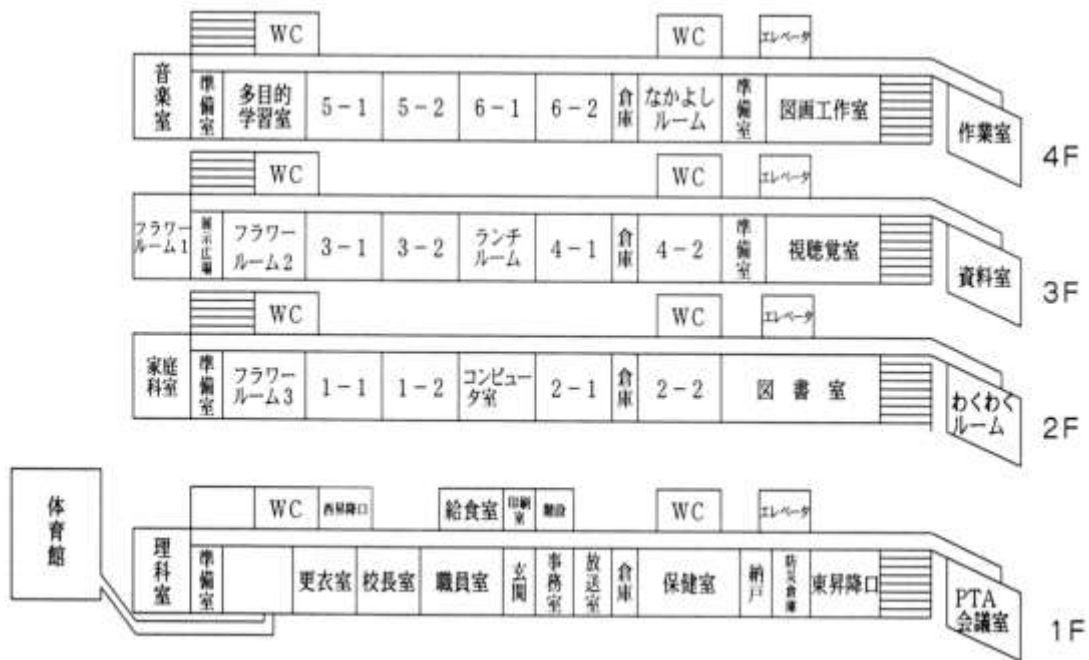 WC
WC
エレベータ
音楽室
準備室
多目的
学習室
5-1
5-2
6-1
6-2
倉庫
なかよし
ルーム
準備室
図画工作室
作業室
4F
WC
WC
エレベータ
フラワー
ルーム1
展示広場
フラワー
ルーム2
3-1
3-2
ランチ
ルーム
4-1
倉庫
4-2
準備室
視聴覚室
資料室
3F
WC
WC
エレベータ
家庭
科室
準備室
フラワー
ルーム3
1-1
1-2
コンピュー
タ室
2-1
倉庫
2-2
図書室
わくわく
ルーム
2F
体育館
WC
西昇降口
給食室
印刷室
WC
エレベータ
理科室
準備室
更衣室
校長室
職員室
玄関
事務室
放送室
倉庫
保健室
納戸
防災倉庫
東昇降口
PTA
会議室
1F